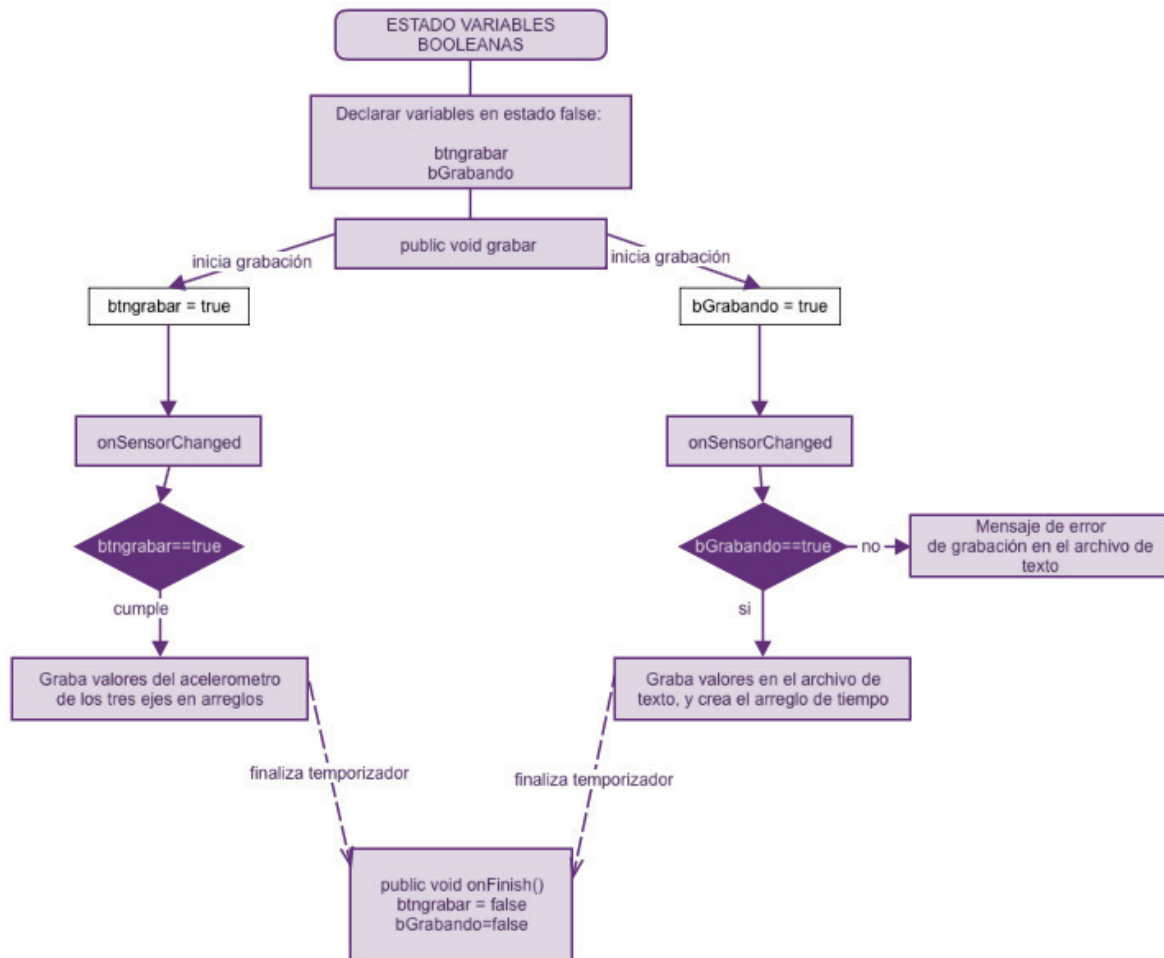 ESTADO VARIABLES
BOOLEANAS
Declarar variables en estado false:
btngrabar
bGrabando
public void grabar
inicia grabación
inicia grabación
btngrabar = true
bGrabando = true
onSensorChanged
onSensorChanged
btngrabar==true
bGrabando==true
no
Mensaje de error
de grabación en el archivo de
texto
cumple
si
Graba valores del acelerometro
de los tres ejes en arreglos
Graba valores en el archivo de
texto, y crea el arreglo de tiempo
finaliza temporizador
finaliza temporizador
public void onFinish()
btngrabar = false
bGrabando=false